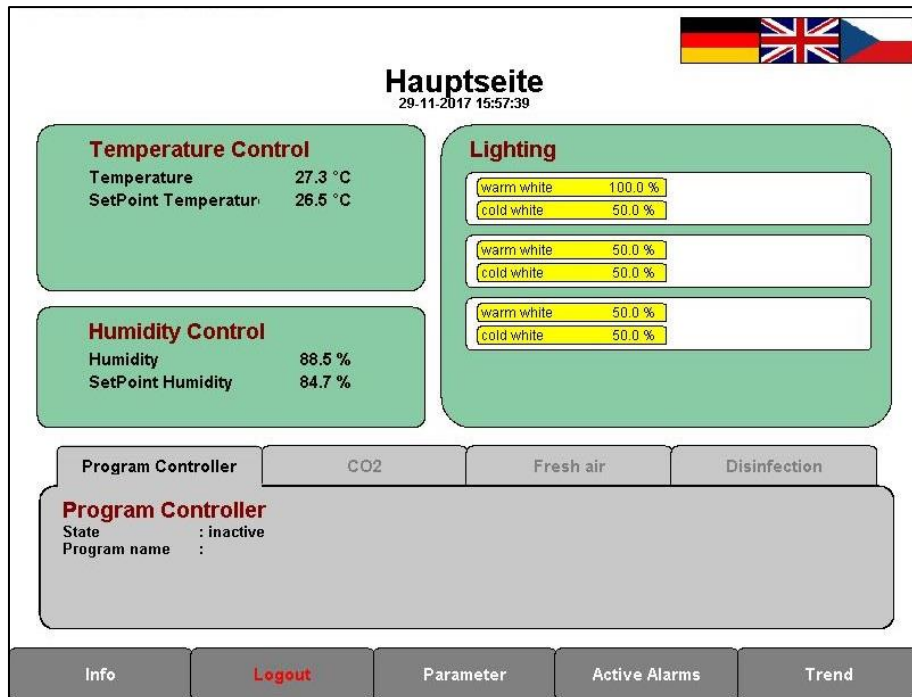 Hauptseite
29-11-2017 15:57:39
Temperature Control
Temperature 27.3 °C
SetPoint Temperatur 26.5 °C
Humidity Control
Humidity 88.5 %
SetPoint Humidity 84.7 %
Lighting
warm white 100.0 %
cold white 50.0 %
warm white 50.0 %
cold white 50.0 %
warm white 50.0 %
cold white 50.0 %
Program Controller CO2 Fresh air Disinfection
Program Controller
State : inactive
Program name :
Info Logout Parameter Active Alarms Trend